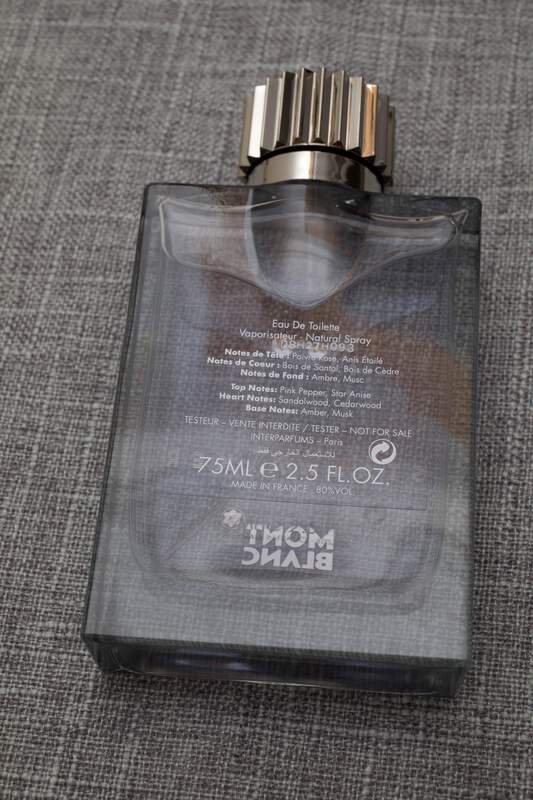 Eau De Toilette
Vaporisateur - Natural Spray
Notes de Tête : Poivre Rose, Anis Étoilé
Notes de Coeur : Bois de Santal, Bois de Cèdre
Notes de Fond : Ambre, Musc
Top Notes: Pink Pepper, Star Anise
Heart Notes: Sandalwood, Cedarwood
Base Notes: Amber, Musk
TESTEUR – VENTE INTERDITE / TESTER – NOT FOR SALE
INTERPARFUMS – Paris
للاستعمال الخارجي فقط
75ML e 2.5 FL.OZ.
MADE IN FRANCE - 80%VOL
MONT
BLANC